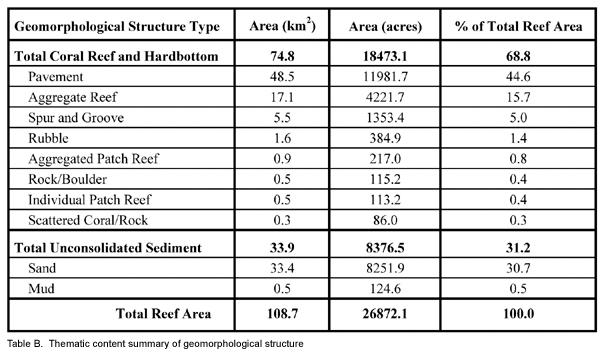 Geomorphological Structure Type Area (km2) Area (acres) % of Total Reef Area
Total Coral Reef and Hardbottom 74.8 18473.1 68.8
Pavement 48.5 11981.7 44.6
Aggregate Reef 17.1 4221.7 15.7
Spur and Groove 5.5 1353.4 5.0
Rubble 1.6 384.9 1.4
Aggregated Patch Reef 0.9 217.0 0.8
Rock/Boulder 0.5 115.2 0.4
Individual Patch Reef 0.5 113.2 0.4
Scattered Coral/Rock 0.3 86.0 0.3
Total Unconsolidated Sediment 33.9 8376.5 31.2
Sand 33.4 8251.9 30.7
Mud 0.5 124.6 0.5
Total Reef Area 108.7 26872.1 100.0
Table B. Thematic content summary of geomorphological structure